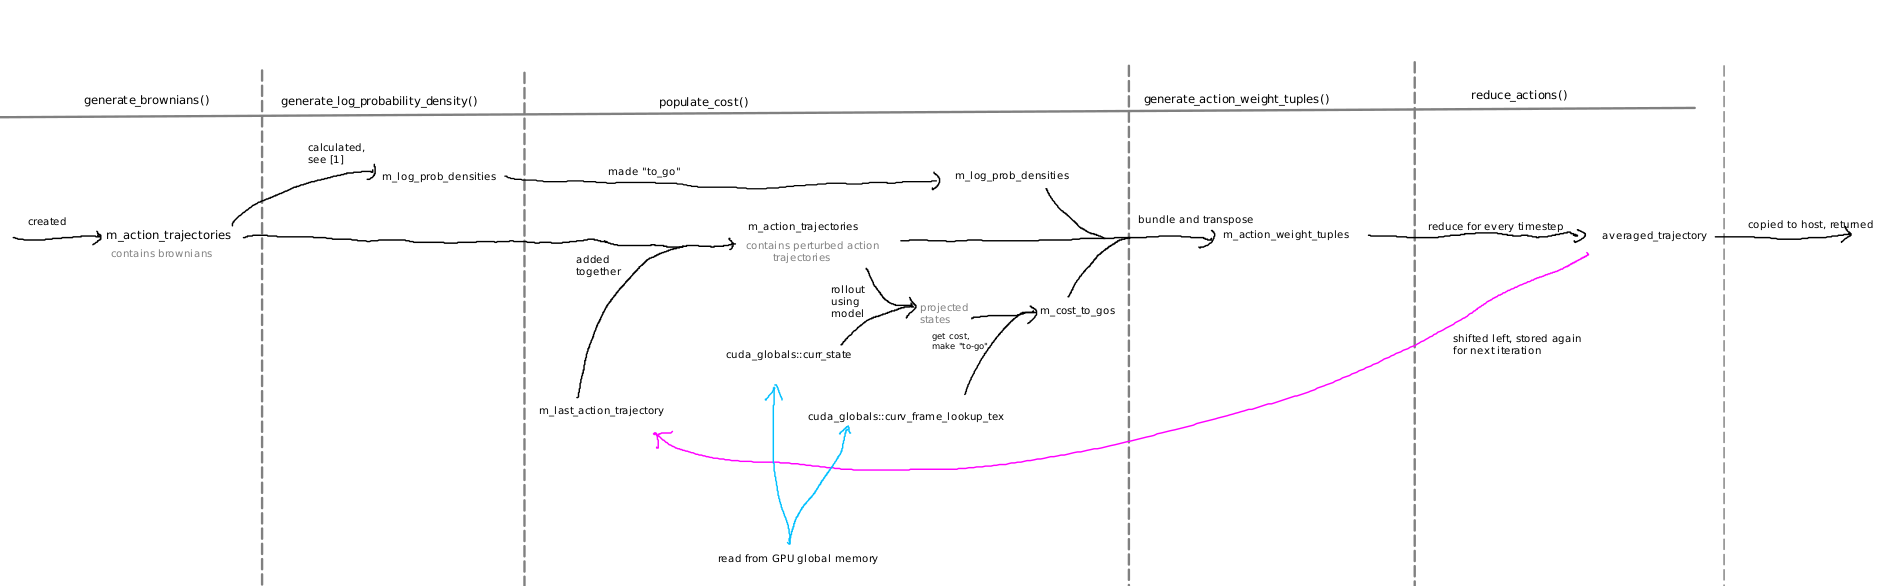 generate_brownians()
generate_log_probability_density()
populate_cost()
generate_action_weight_tuples()
reduce_actions()
calculated,
see [1]
m_log_prob_densities
made "to_go"
m_log_prob_densities
created
m_action_trajectories
contains brownians
m_action_trajectories
contains perturbed action
trajectories
added
together
bundle and transpose
m_action_weight_tuples
reduce for every timestep
averaged_trajectory
copied to host, returned
rollout
using
model
projected
states
m_cost_to_gos
get cost,
make "to-go"
cuda_globals::curr_state
shifted left, stored again
for next iteration
m_last_action_trajectory
cuda_globals::curv_frame_lookup_tex
read from GPU global memory